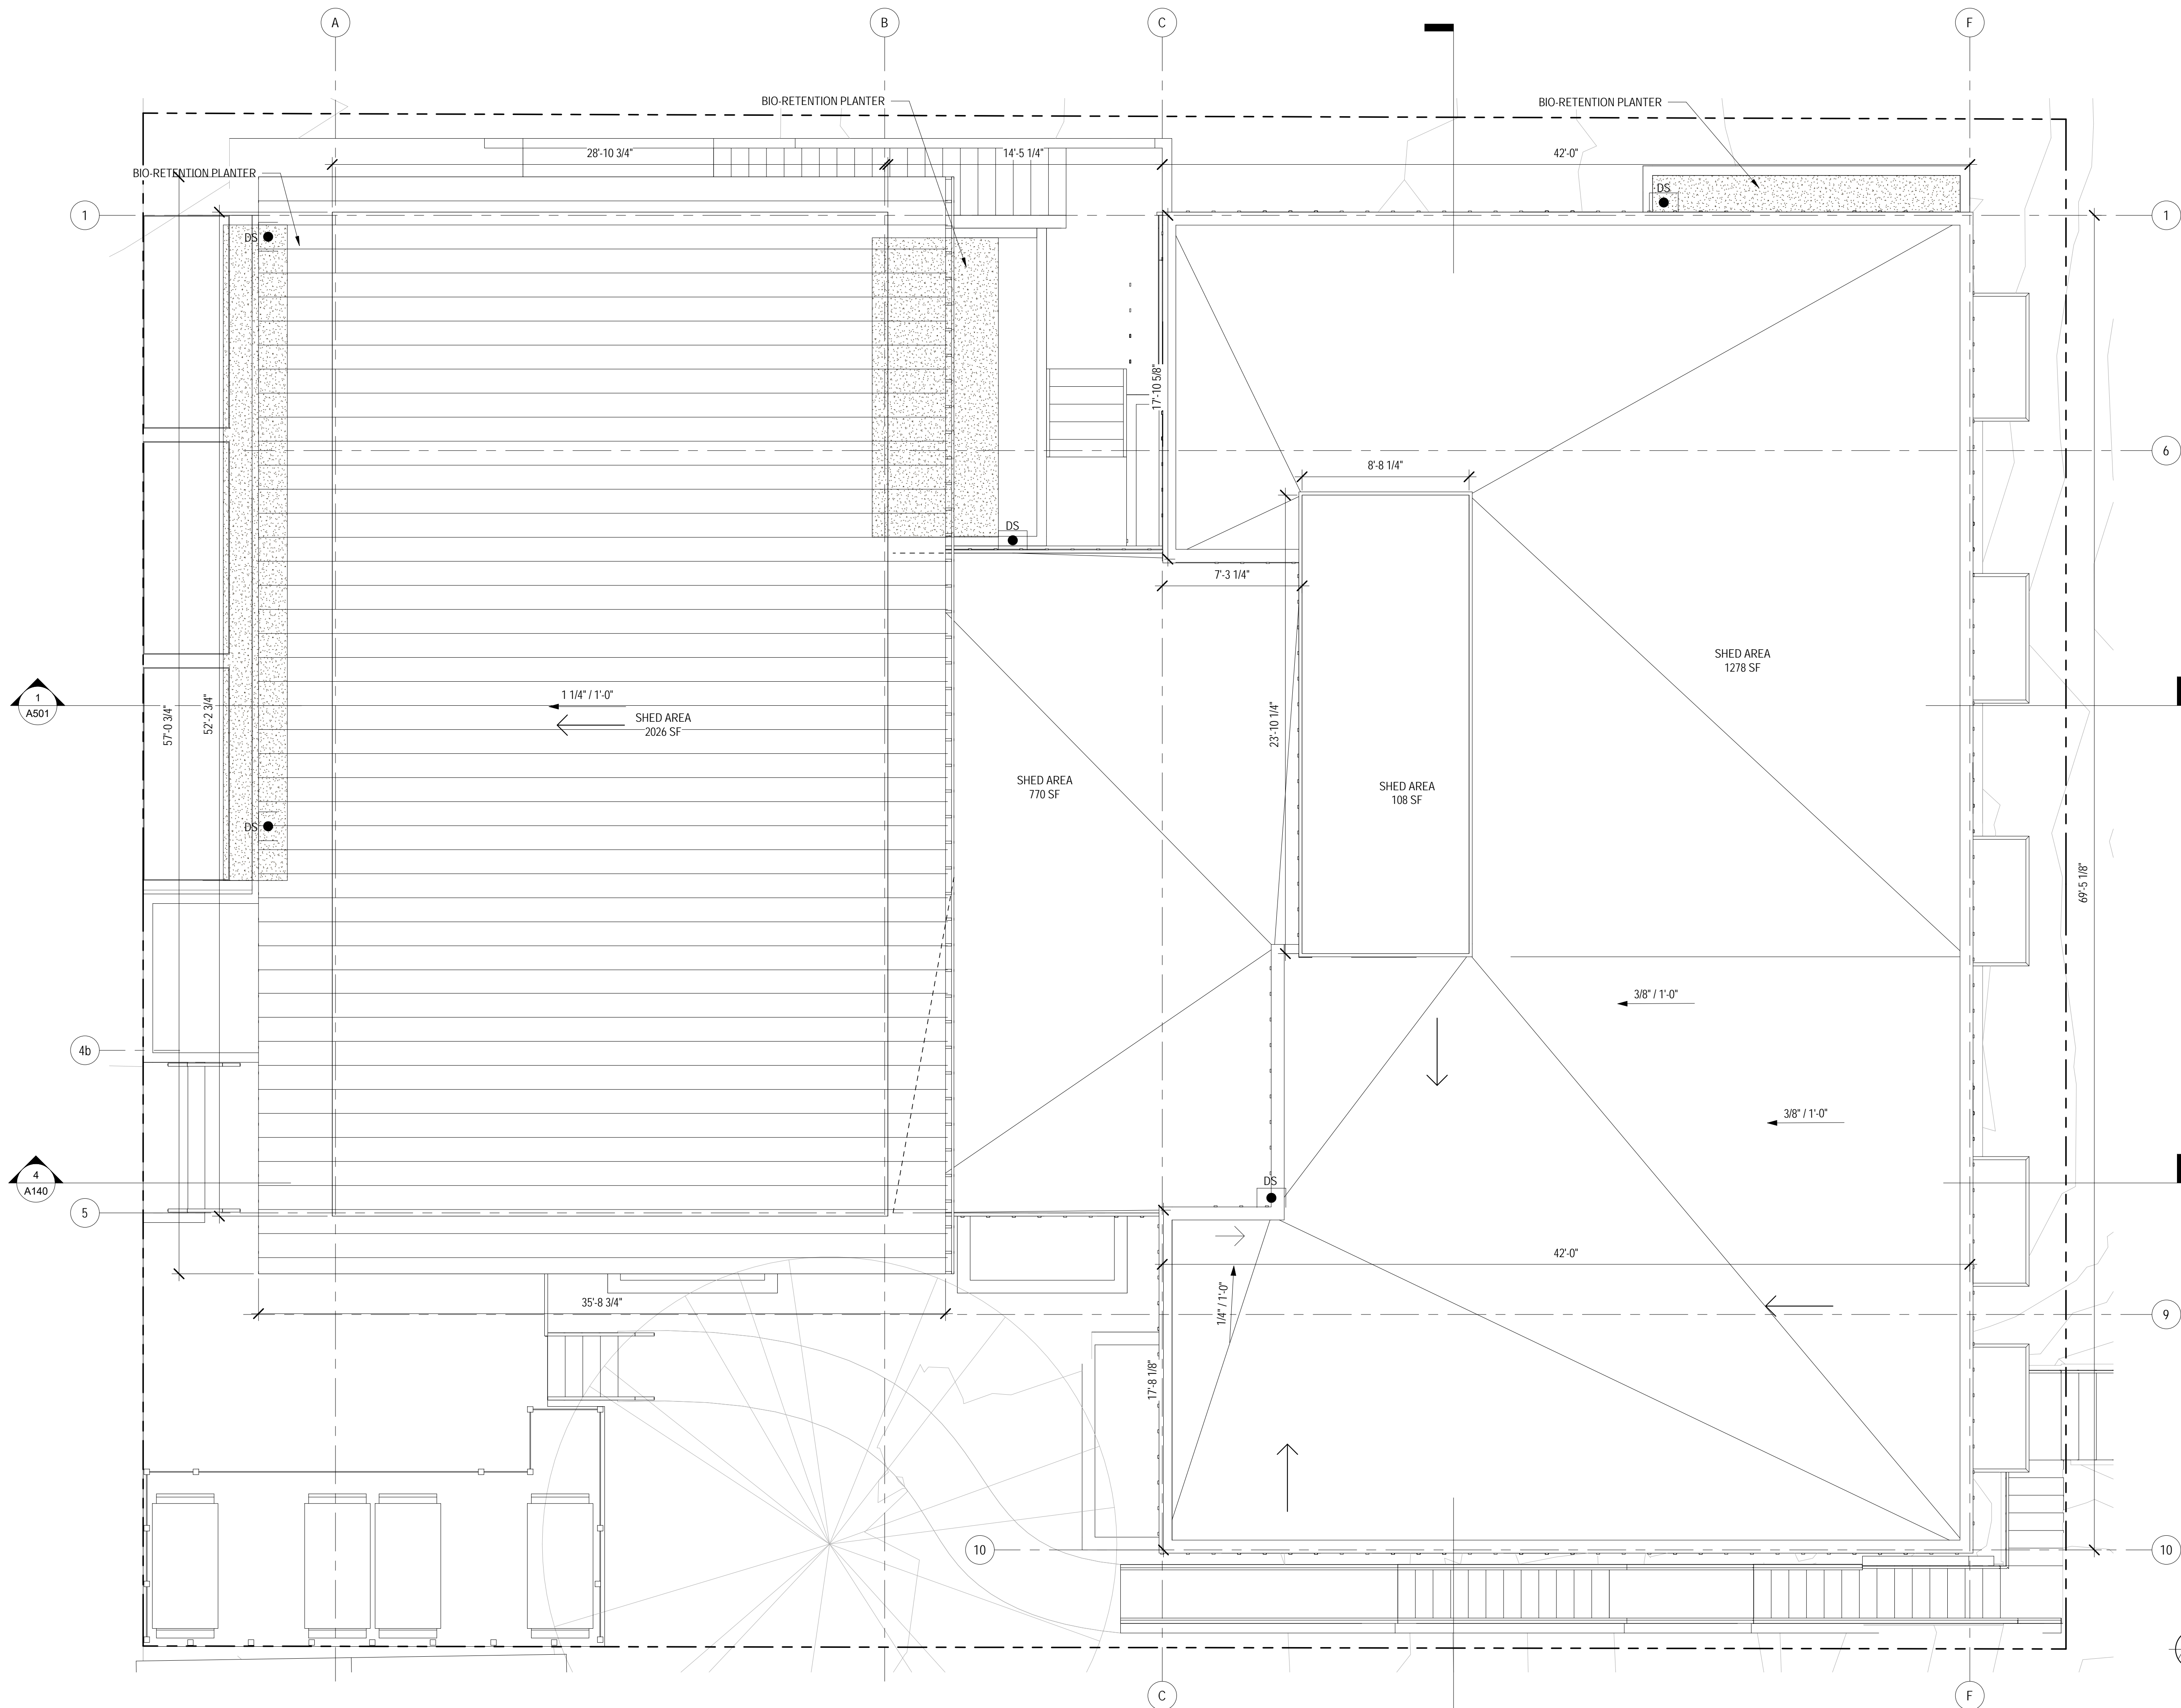 A
B
C
F
BIO-RETENTION PLANTER
BIO-RETENTION PLANTER
28'-10 3/4"
14'-5 1/4"
42'-0"
BIO-RETENTION PLANTER
DS
1
1
DS
17'-10 5/8"
6
8'-8 1/4"
DS
7'-3 1/4"
SHED AREA
1278 SF
1
A501
57'-0 3/4"
52'-2 3/4"
1 1/4" / 1'-0"
SHED AREA
2026 SF
23'-10 1/4"
SHED AREA
770 SF
SHED AREA
108 SF
DS
69'-5 1/8"
3/8" / 1'-0"
4b
3/8" / 1'-0"
4
A140
DS
5
42'-0"
35'-8 3/4"
1/4" / 1'-0"
9
17'-8 1/8"
10
10
C
F